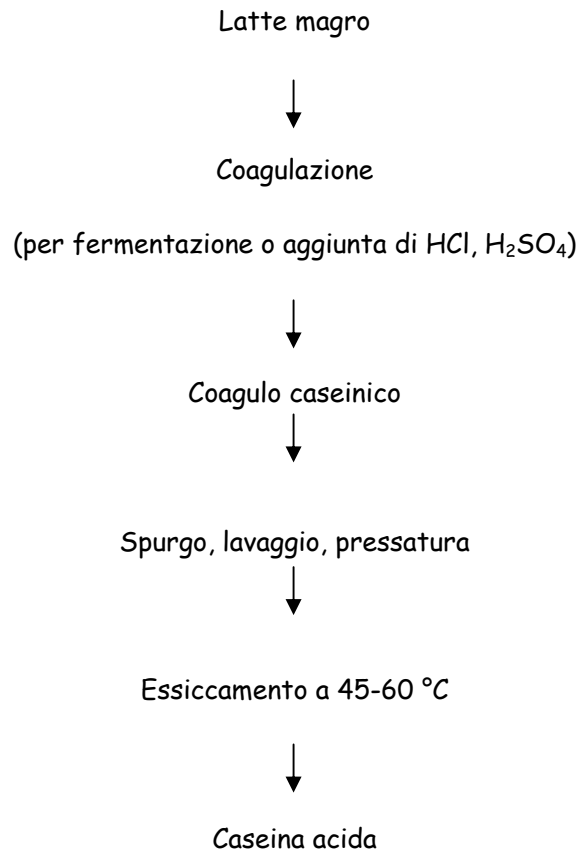 Latte magro
Coagulazione
(per fermentazione o aggiunta di HCl, H₂SO₄)
Coagulo caseinico
Spurgo, lavaggio, pressatura
Essiccamento a 45-60 °C
Caseina acida